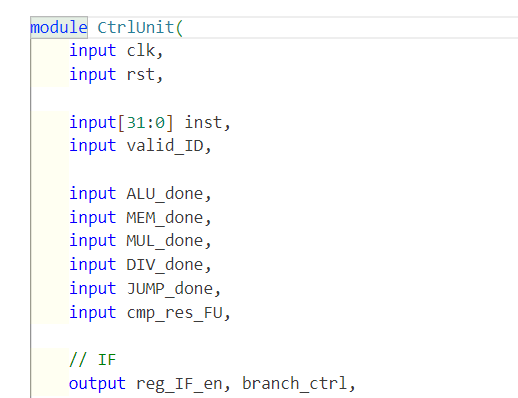 module CtrlUnit(
    input clk,
    input rst,

    input[31:0] inst,
    input valid_ID,

    input ALU_done,
    input MEM_done,
    input MUL_done,
    input DIV_done,
    input JUMP_done,
    input cmp_res_FU,

    // IF
    output reg_IF_en, branch_ctrl,